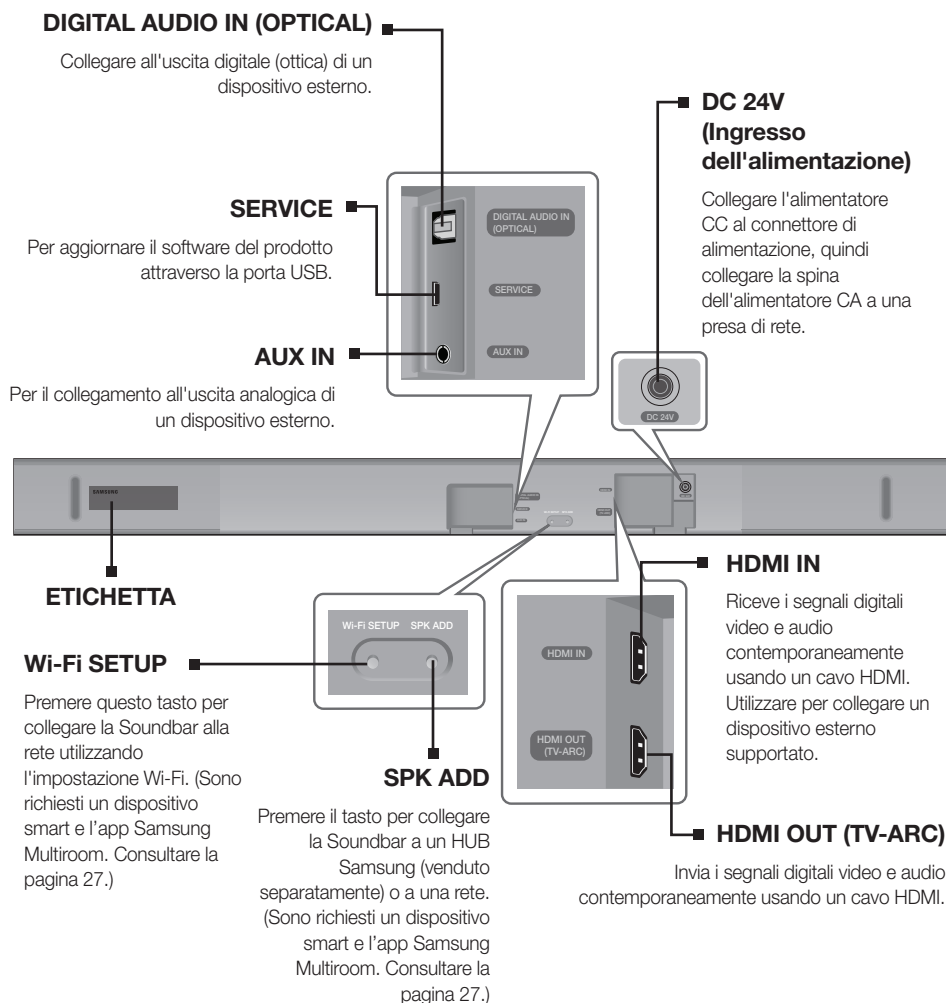 DIGITAL AUDIO IN (OPTICAL)
Collegare all'uscita digitale (ottica) di un
dispositivo esterno.
SERVICE
Per aggiornare il software del prodotto
attraverso la porta USB.
AUX IN
Per il collegamento all'uscita analogica di
un dispositivo esterno.
DIGITAL AUDIO IN
(OPTICAL)
SERVICE
AUX IN
DC 24V
(Ingresso
dell'alimentazione)
Collegare l'alimentatore
CC al connettore di
alimentazione, quindi
collegare la spina
dell'alimentatore CA a una
presa di rete.
DC 24V
SAMSUNG
ETICHETTA
Wi-Fi SETUP
Premere questo tasto per
collegare la Soundbar alla
rete utilizzando
l'impostazione Wi-Fi. (Sono
richiesti un dispositivo
smart e l’app Samsung
Multiroom. Consultare la
pagina 27.)
Wi-Fi SETUP SPK ADD
SPK ADD
Premere il tasto per collegare
la Soundbar a un HUB
Samsung (venduto
separatamente) o a una rete.
(Sono richiesti un dispositivo
smart e l’app Samsung
Multiroom. Consultare la
pagina 27.)
HDMI IN
HDMI OUT
(TV-ARC)
HDMI IN
Riceve i segnali digitali
video e audio
contemporaneamente
usando un cavo HDMI.
Utilizzare per collegare un
dispositivo esterno
supportato.
HDMI OUT (TV-ARC)
Invia i segnali digitali video e audio
contemporaneamente usando un cavo HDMI.